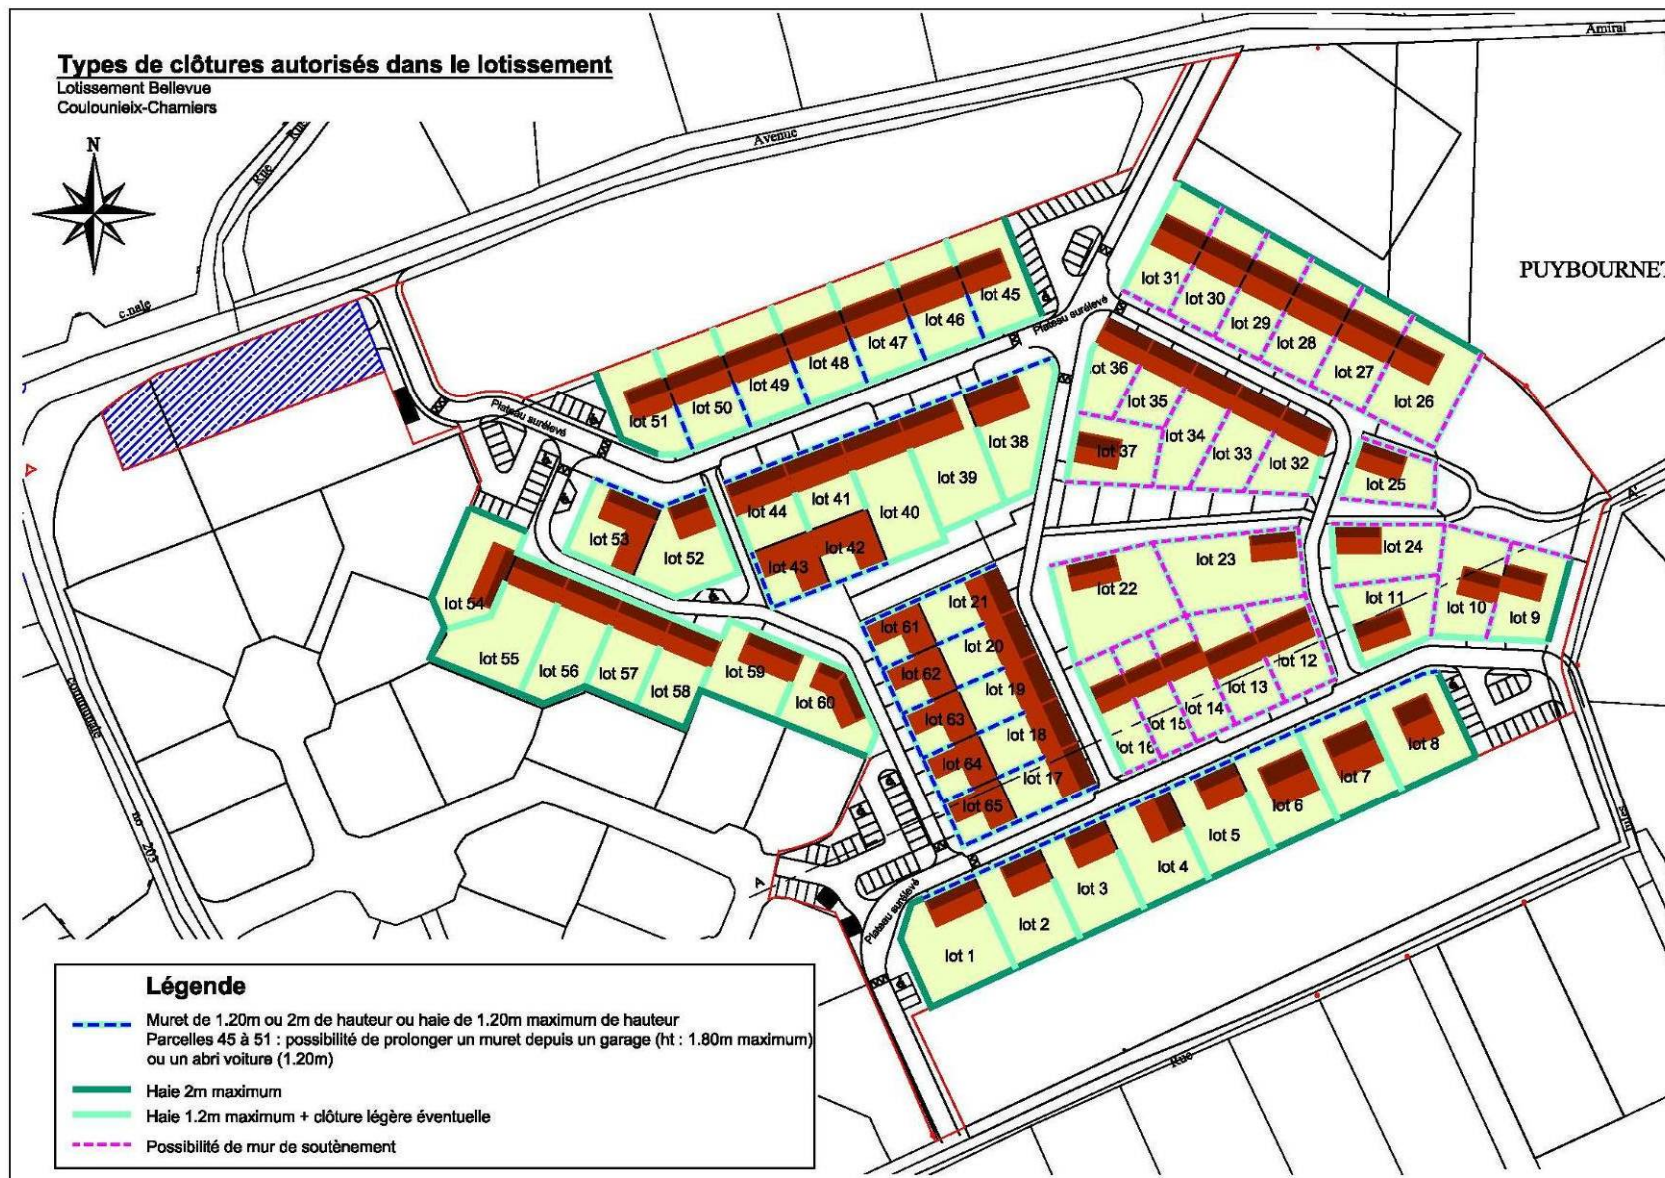 Types de clôtures autorisés dans le lotissement
Lotissement Bellevue
Coulounieix-Chamiers
N
Amiral
Avenue
Rue
Rue
c.nale
PUYBOURNET
lot 31
lot 30
lot 29
lot 28
lot 27
lot 26
lot 45
lot 46
lot 47
lot 48
lot 49
lot 50
lot 51
Plateau surélevé
Plateau surélevé
lot 36
lot 35
lot 34
lot 33
lot 32
lot 37
lot 25
lot 38
lot 39
lot 40
lot 41
lot 44
lot 42
lot 43
lot 53
lot 52
lot 54
lot 55
lot 56
lot 57
lot 58
lot 59
lot 60
lot 22
lot 23
lot 24
lot 11
lot 10
lot 9
lot 12
lot 13
lot 14
lot 15
lot 16
lot 21
lot 20
lot 19
lot 18
lot 17
lot 61
lot 62
lot 63
lot 64
lot 65
lot 8
lot 7
lot 6
lot 5
lot 4
lot 3
lot 2
lot 1
Plateau surélevé
A
A'
communale
no 203
Rue
Légende
Muret de 1.20m ou 2m de hauteur ou haie de 1.20m maximum de hauteur
Parcelles 45 à 51 : possibilité de prolonger un muret depuis un garage (ht : 1.80m maximum)
ou un abri voiture (1.20m)
Haie 2m maximum
Haie 1.2m maximum + clôture légère éventuelle
Possibilité de mur de soutènement